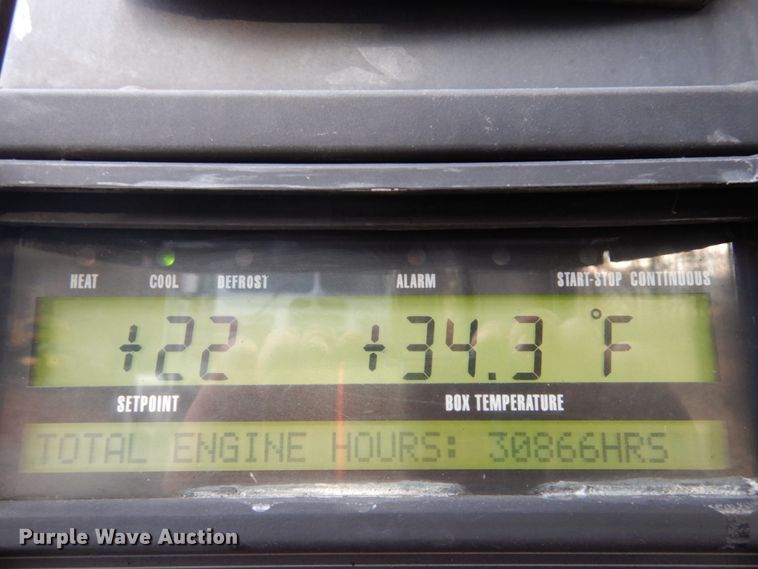 HEAT COOL DEFROST ALARM START-STOP CONTINUOUS
+22 +34.3 °F
SETPOINT BOX TEMPERATURE
TOTAL ENGINE HOURS: 30866HRS
Purple Wave Auction